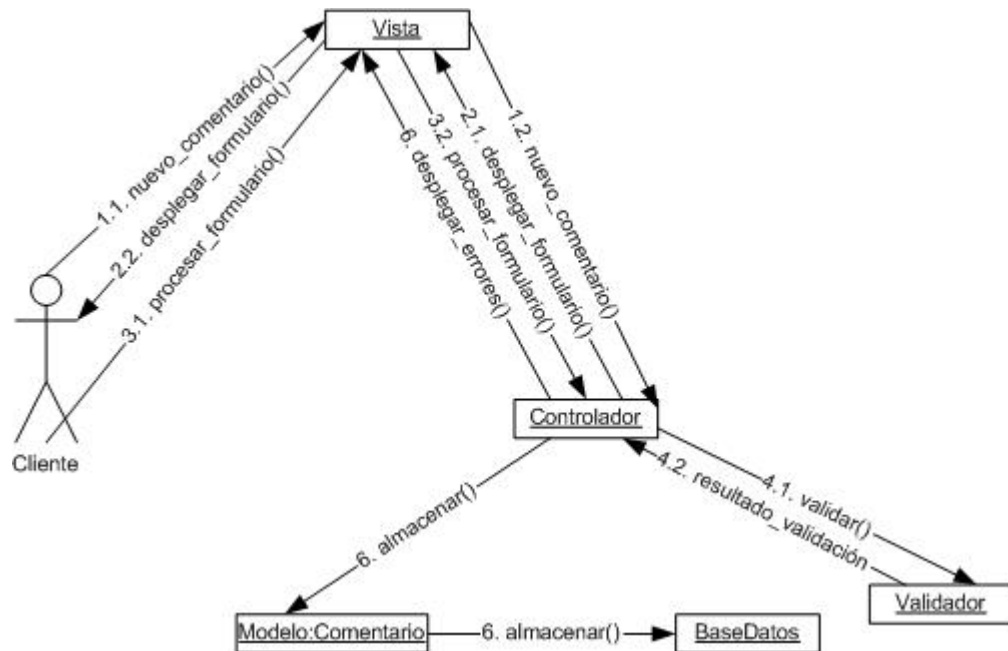 Vista
1.1. nuevo_comentario()
2.2. desplegar_formulario()
3.1. procesar_formulario()
6. desplegar_errores()
3.2. procesar_formulario()
2.1. desplegar_formulario()
1.2. nuevo_comentario()
Cliente
Controlador
4.1. validar()
4.2. resultado_validación
6. almacenar()
Validador
Modelo:Comentario
6. almacenar()
BaseDatos